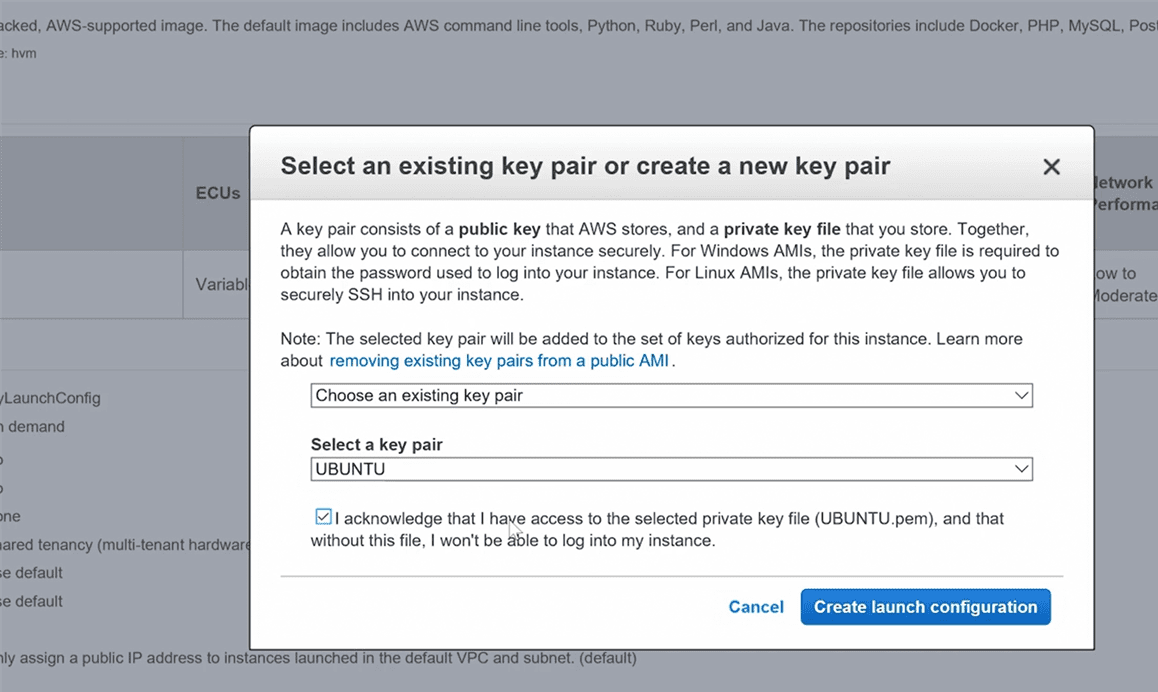 acked, AWS-supported image. The default image includes AWS command line tools, Python, Ruby, Perl, and Java. The repositories include Docker, PHP, MySQL, Post
e: hvm
Select an existing key pair or create a new key pair
ECUs
Network
Performa
A key pair consists of a public key that AWS stores, and a private key file that you store. Together,
they allow you to connect to your instance securely. For Windows AMIs, the private key file is required to
obtain the password used to log into your instance. For Linux AMIs, the private key file allows you to
securely SSH into your instance.
Variabl
ow to
Moderate
Note: The selected key pair will be added to the set of keys authorized for this instance. Learn more
about removing existing key pairs from a public AMI.
Choose an existing key pair
yLaunchConfig
n demand
Select a key pair
UBUNTU
o
o
one
I acknowledge that I have access to the selected private key file (UBUNTU.pem), and that
without this file, I won't be able to log into my instance.
ared tenancy (multi-tenant hardware
se default
se default
Cancel
Create launch configuration
nly assign a public IP address to instances launched in the default VPC and subnet. (default)